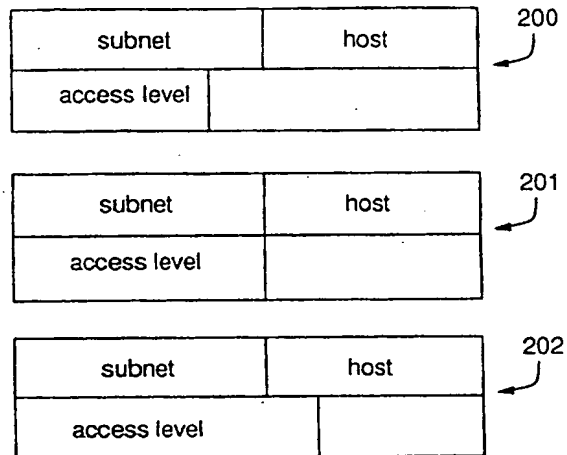 subnet host 200
access level
subnet host 201
access level
subnet host 202
access level